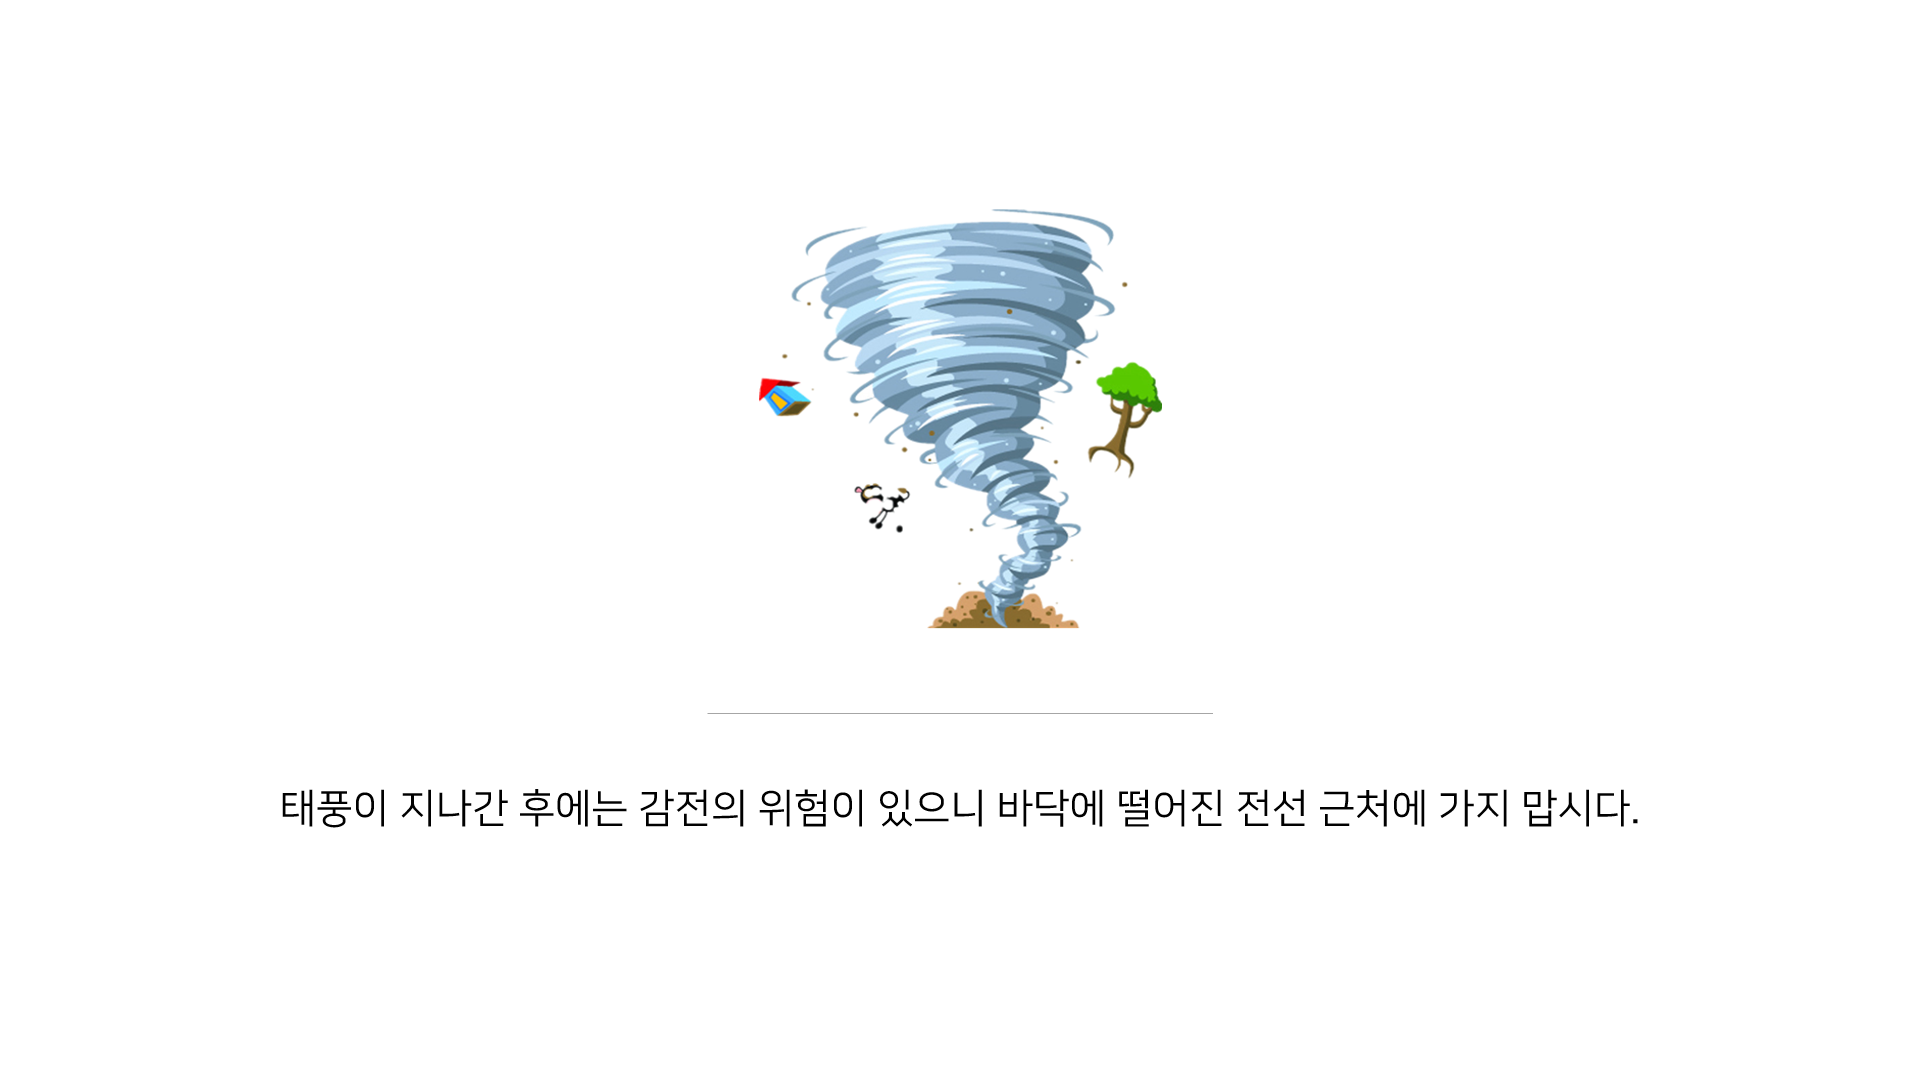 태풍이 지나간 후에는 감전의 위험이 있으니 바닥에 떨어진 전선 근처에 가지 맙시다.